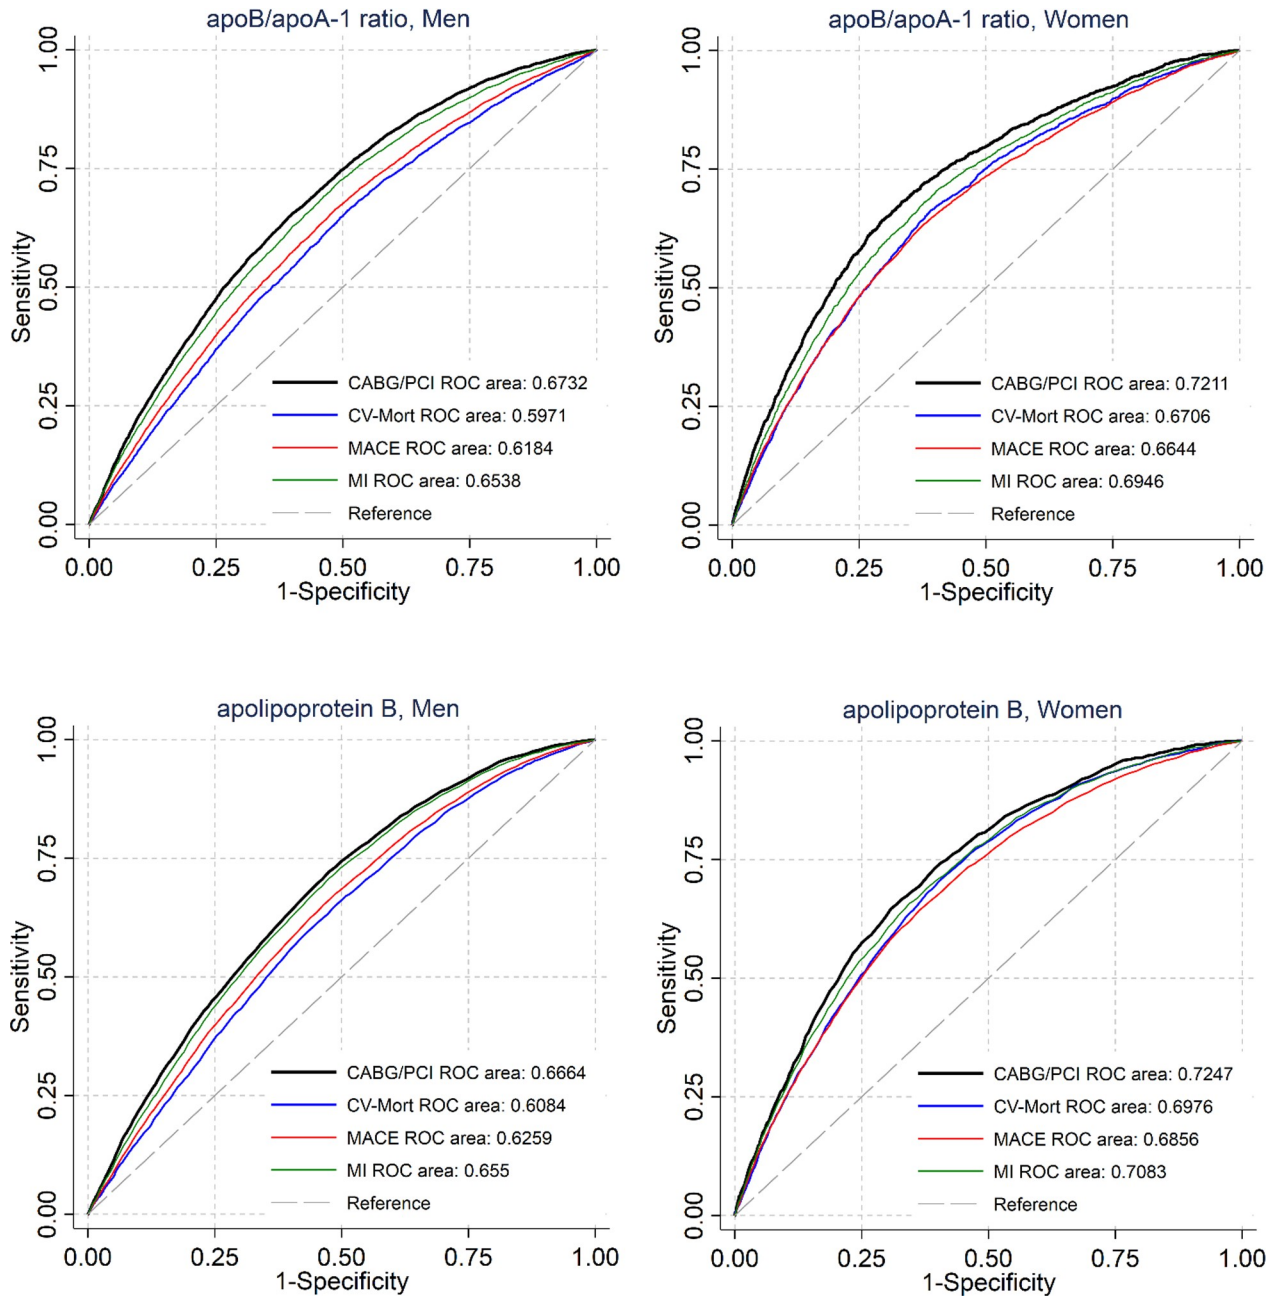 apoB/apoA-1 ratio, Men
1.00
0.75
0.50
0.25
0.00
Sensitivity
CABG/PCI ROC area: 0.6732
CV-Mort ROC area: 0.5971
MACE ROC area: 0.6184
MI ROC area: 0.6538
Reference
0.00 0.25 0.50 0.75 1.00
1-Specificity
apoB/apoA-1 ratio, Women
1.00
0.75
0.50
0.25
0.00
Sensitivity
CABG/PCI ROC area: 0.7211
CV-Mort ROC area: 0.6706
MACE ROC area: 0.6644
MI ROC area: 0.6946
Reference
0.00 0.25 0.50 0.75 1.00
1-Specificity
apolipoprotein B, Men
1.00
0.75
0.50
0.25
0.00
Sensitivity
CABG/PCI ROC area: 0.6664
CV-Mort ROC area: 0.6084
MACE ROC area: 0.6259
MI ROC area: 0.655
Reference
0.00 0.25 0.50 0.75 1.00
1-Specificity
apolipoprotein B, Women
1.00
0.75
0.50
0.25
0.00
Sensitivity
CABG/PCI ROC area: 0.7247
CV-Mort ROC area: 0.6976
MACE ROC area: 0.6856
MI ROC area: 0.7083
Reference
0.00 0.25 0.50 0.75 1.00
1-Specificity